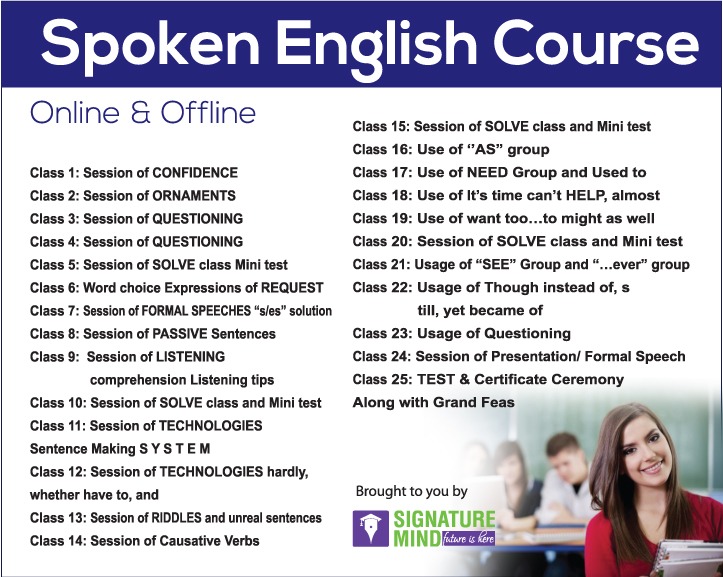 Spoken English Course
Online & Offline
Class 1: Session of CONFIDENCE
Class 2: Session of ORNAMENTS
Class 3: Session of QUESTIONING
Class 4: Session of QUESTIONING
Class 5: Session of SOLVE class Mini test
Class 6: Word choice Expressions of REQUEST
Class 7: Session of FORMAL SPEECHES “s/es” solution
Class 8: Session of PASSIVE Sentences
Class 9: Session of LISTENING
comprehension Listening tips
Class 10: Session of SOLVE class and Mini test
Class 11: Session of TECHNOLOGIES
Sentence Making S Y S T E M
Class 12: Session of TECHNOLOGIES hardly,
whether have to, and
Class 13: Session of RIDDLES and unreal sentences
Class 14: Session of Causative Verbs
Class 15: Session of SOLVE class and Mini test
Class 16: Use of ‘’AS” group
Class 17: Use of NEED Group and Used to
Class 18: Use of It’s time can’t HELP, almost
Class 19: Use of want too…to might as well
Class 20: Session of SOLVE class and Mini test
Class 21: Usage of “SEE” Group and “…ever” group
Class 22: Usage of Though instead of, s
till, yet became of
Class 23: Usage of Questioning
Class 24: Session of Presentation/ Formal Speech
Class 25: TEST & Certificate Ceremony
Along with Grand Feas
Brought to you by
SIGNATURE
MIND future is here